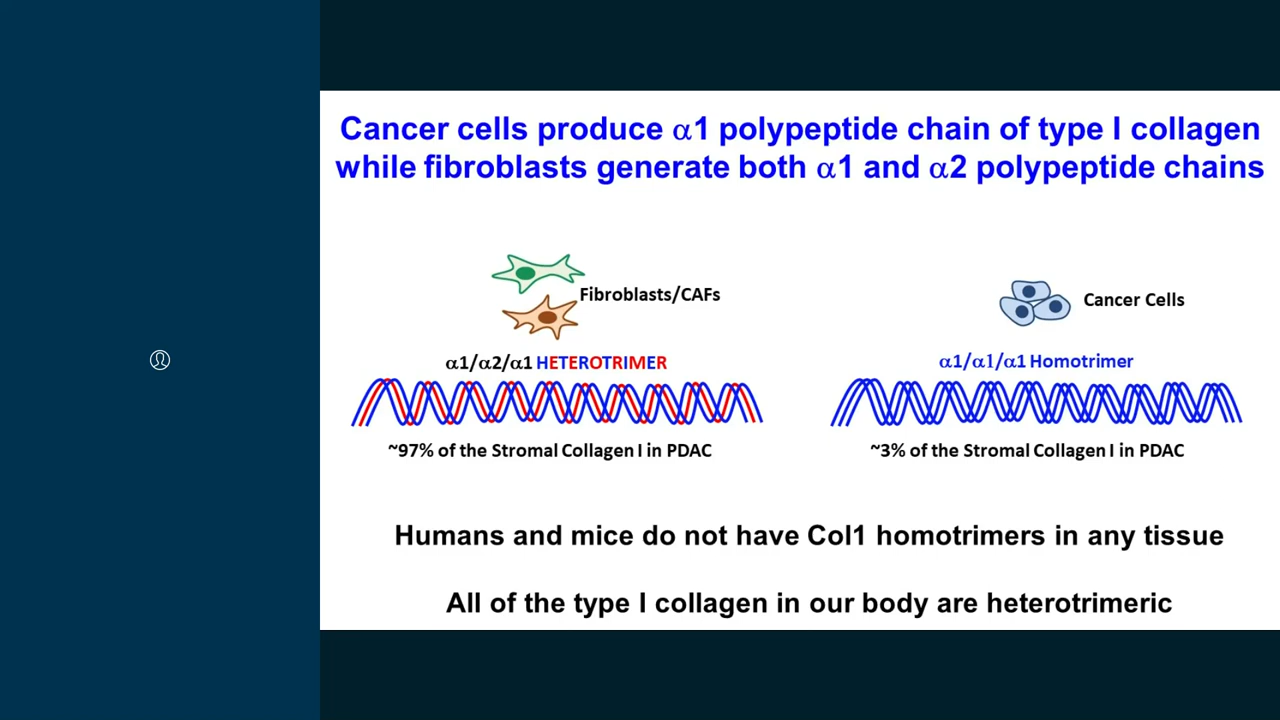 Cancer cells produce α1 polypeptide chain of type I collagen
while fibroblasts generate both α1 and α2 polypeptide chains
Fibroblasts/CAFs
Cancer Cells
α1/α2/α1 HETEROTRIMER
α1/α1/α1 Homotrimer
~97% of the Stromal Collagen I in PDAC
~3% of the Stromal Collagen I in PDAC
Humans and mice do not have Col1 homotrimers in any tissue
All of the type I collagen in our body are heterotrimeric